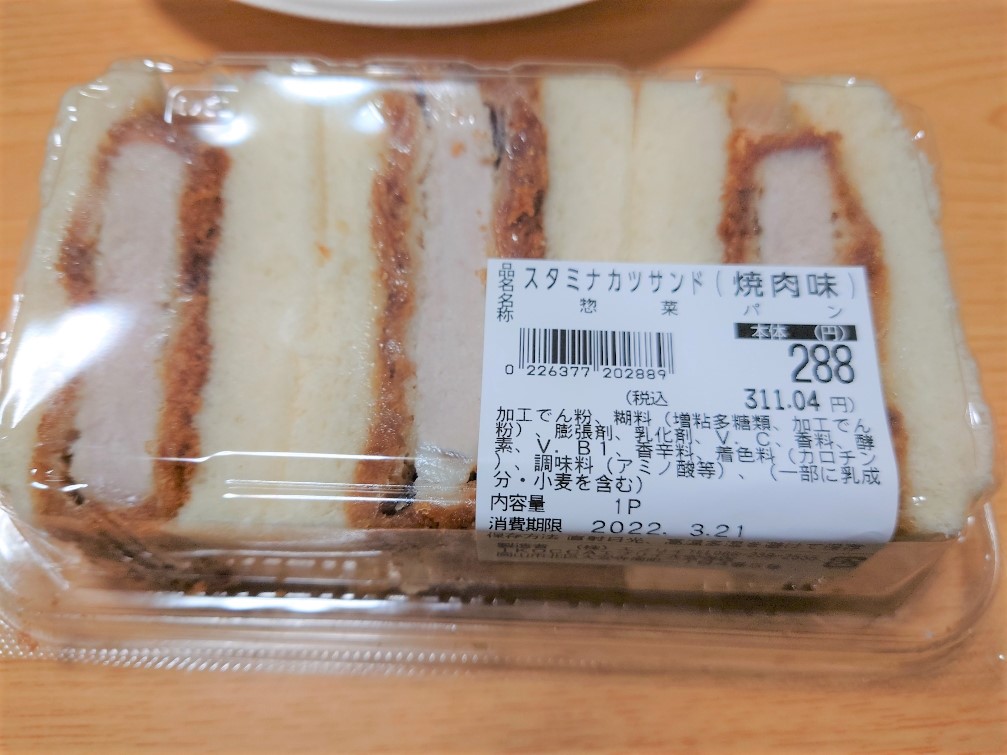 品名 スタミナカツサンド(焼肉味)
名称 惣菜パン
本体 (円)
288
0 226377 202889
(税込 311.04 円)
加工でん粉、糊料(増粘多糖類、加工でん
粉)、膨張剤、乳化剤、V.C、香料、酵
素、V.B1、香辛料、着色料(カロチン
)、調味料(アミノ酸等)、(一部に乳成
分・小麦を含む)
内容量 1P
消費期限 2022. 3.21